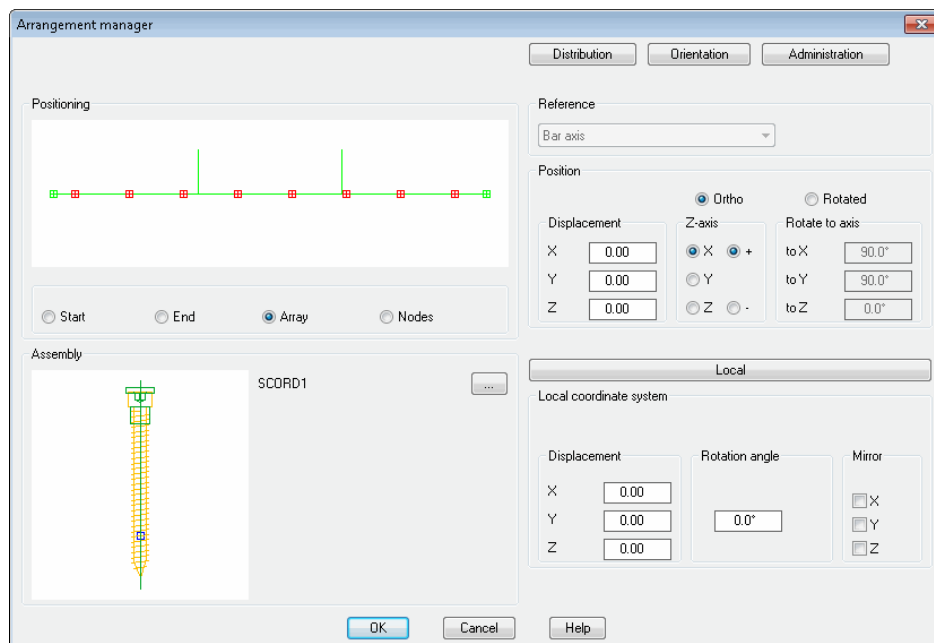 Arrangement manager
Distribution Orientation Administration
Positioning
Start End Array Nodes
Assembly
SCORD1 ...
Reference
Bar axis
Position
Ortho Rotated
Displacement Z-axis Rotate to axis
X 0.00 X + to X 90.0°
Y 0.00 Y to Y 90.0°
Z 0.00 Z - to Z 0.0°
Local
Local coordinate system
Displacement Rotation angle Mirror
X 0.00 X
Y 0.00 0.0° Y
Z 0.00 Z
OK Cancel Help